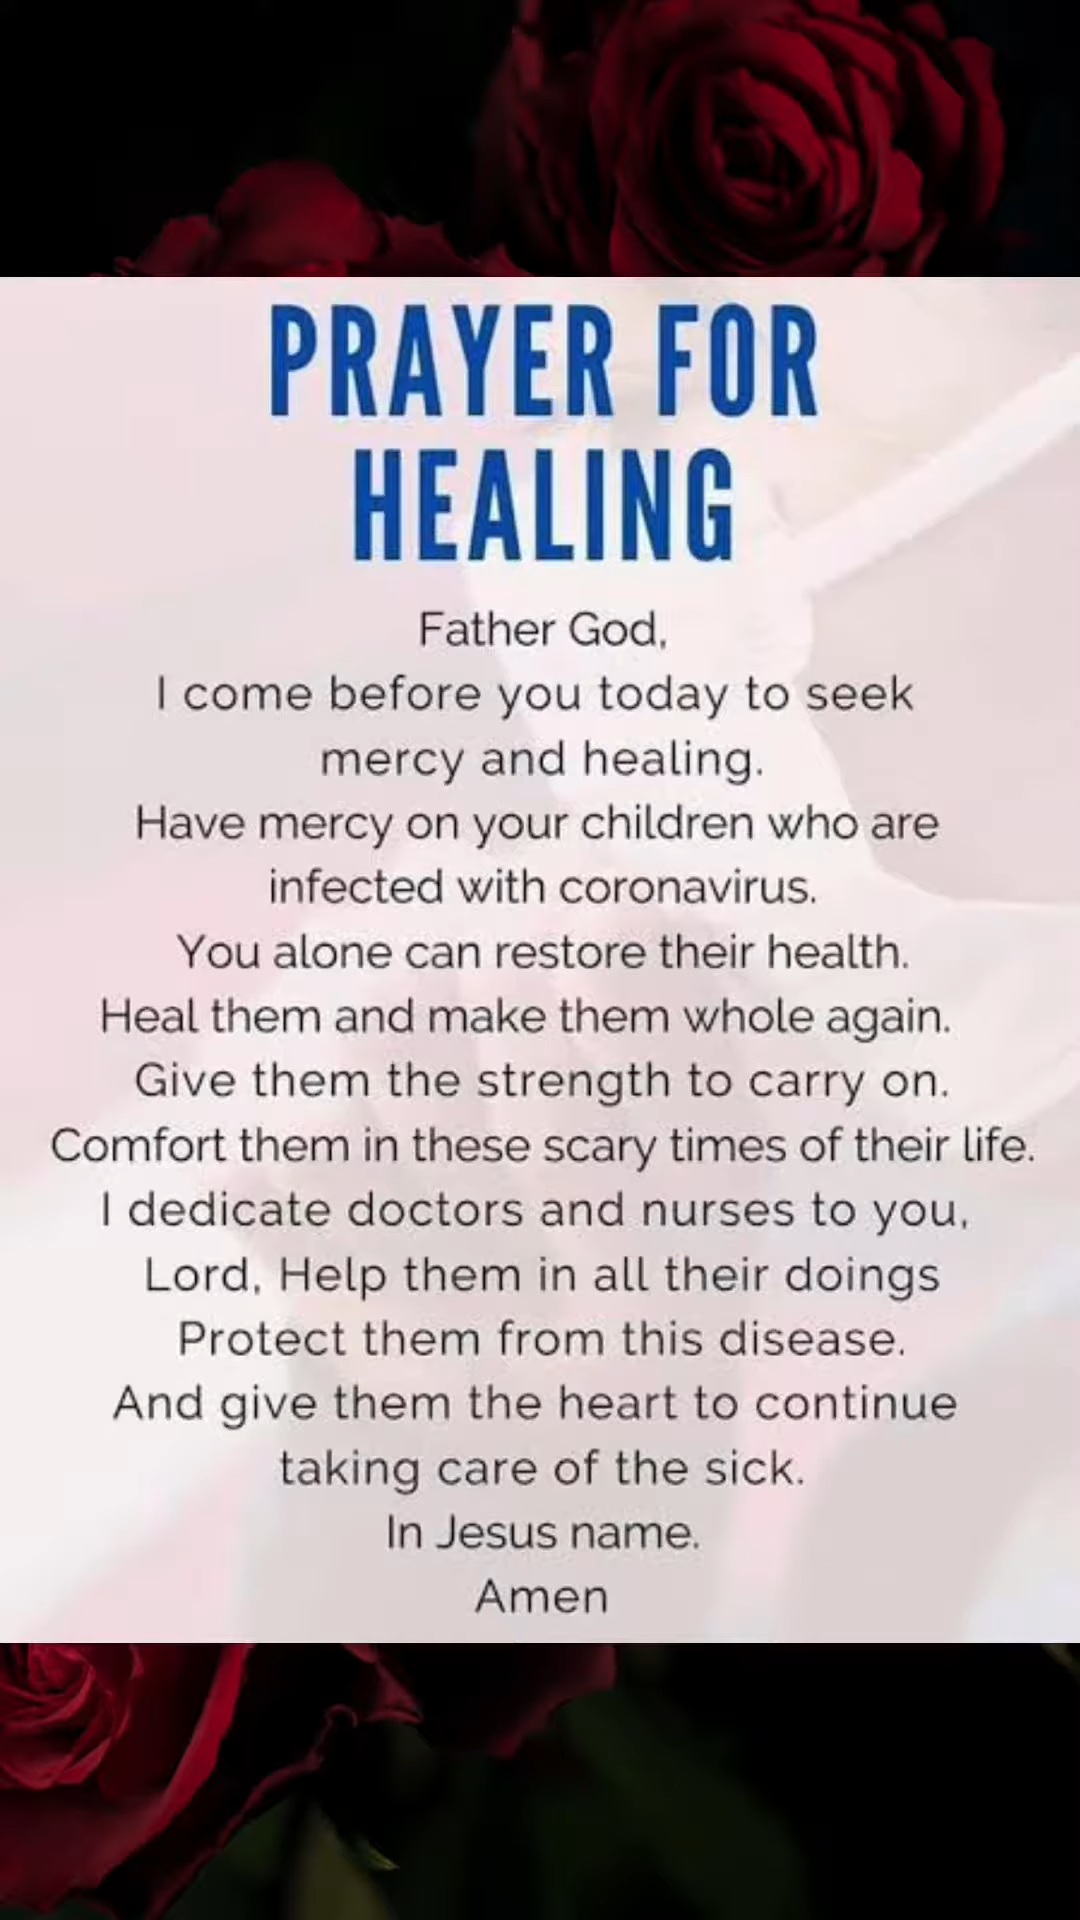 PRAYER FOR
HEALING
Father God,
I come before you today to seek
mercy and healing.
Have mercy on your children who are
infected with coronavirus.
You alone can restore their health.
Heal them and make them whole again.
Give them the strength to carry on.
Comfort them in these scary times of their life.
I dedicate doctors and nurses to you,
Lord, Help them in all their doings
Protect them from this disease.
And give them the heart to continue
taking care of the sick.
In Jesus name.
Amen